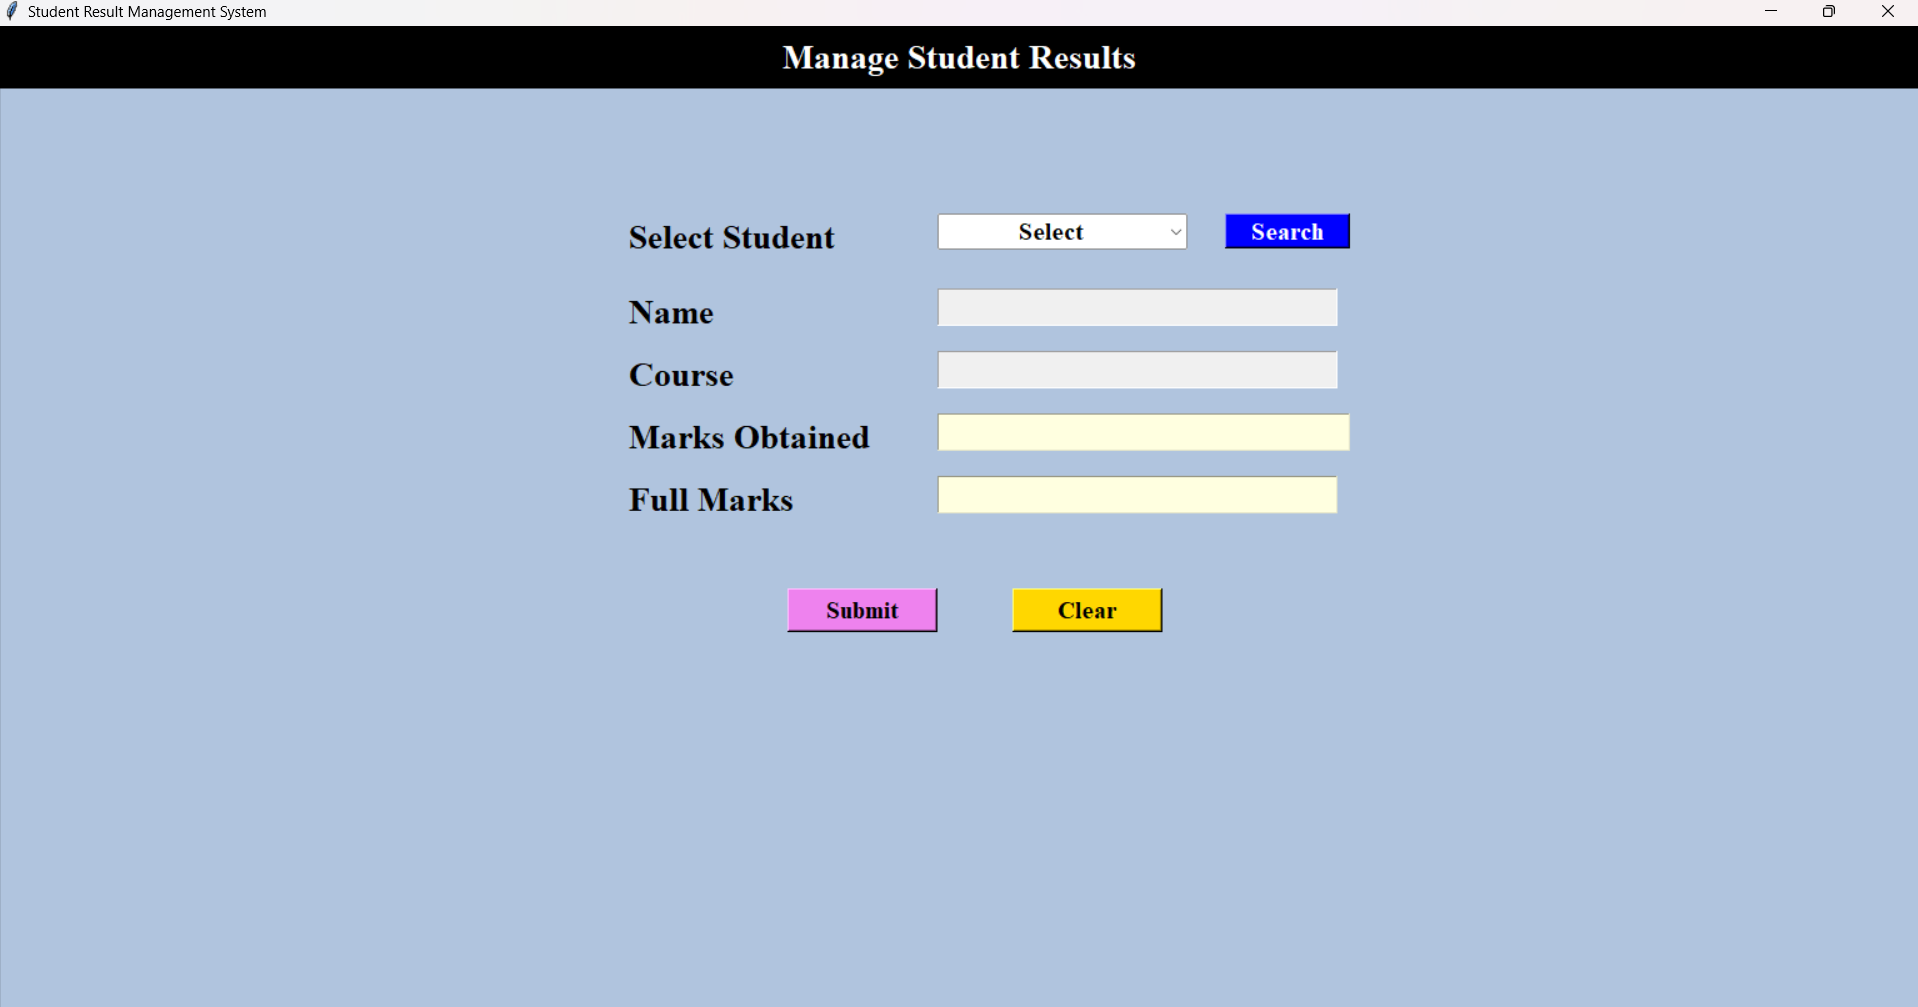 Student Result Management System
Manage Student Results
Select Student Select Search
Name
Course
Marks Obtained
Full Marks
Submit Clear